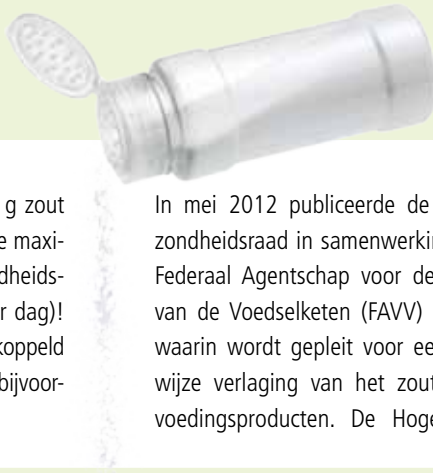 g zout
e maxi-
dheids-
r dag)!
koppeld
bijvoor-
In mei 2012 publiceerde de
zondheidsraad in samenwerki
Federaal Agentschap voor de
van de Voedselketen (FAVV)
waarin wordt gepleit voor ee
wijze verlaging van het zout
voedingsproducten. De Hoge